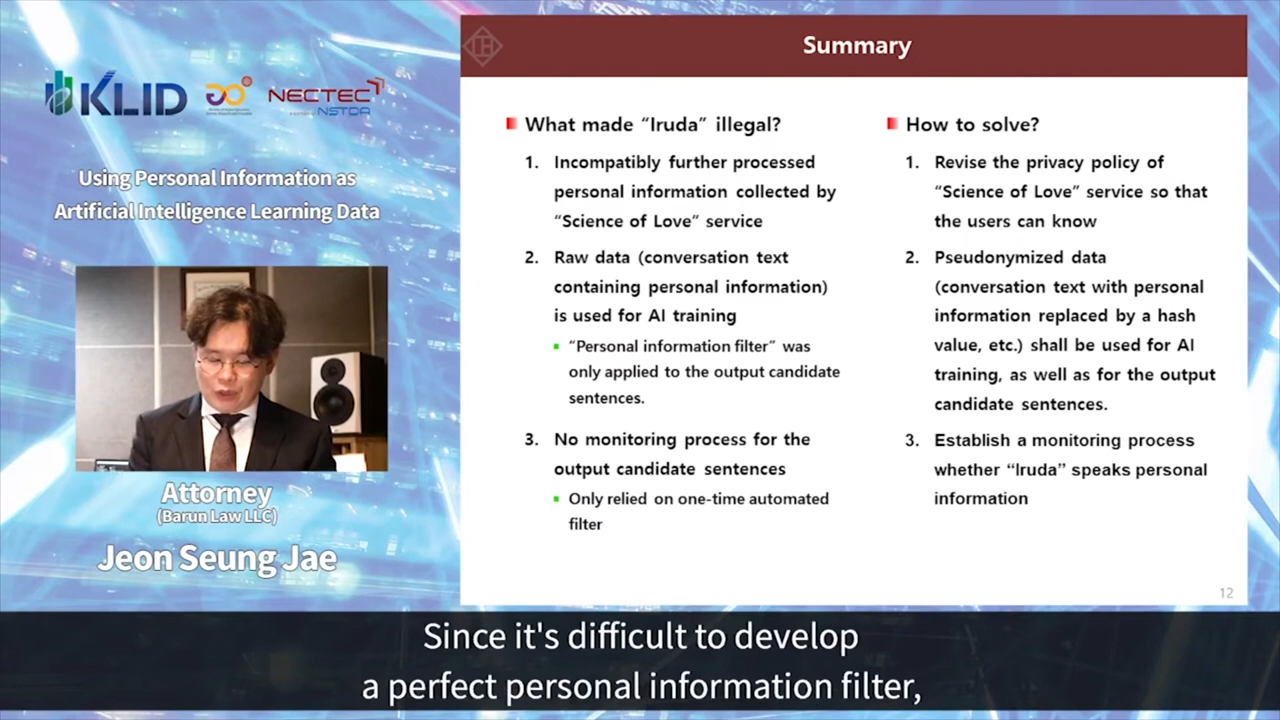 KLID
NECTEC
NSTDA
Using Personal Information as
Artificial Intelligence Learning Data
Attorney
(Barun Law LLC)
Jeon Seung Jae
Summary
What made “Iruda” illegal?
1. Incompatibly further processed
personal information collected by
“Science of Love” service
2. Raw data (conversation text
containing personal information)
is used for AI training
“Personal information filter” was
only applied to the output candidate
sentences.
3. No monitoring process for the
output candidate sentences
Only relied on one-time automated
filter
How to solve?
1. Revise the privacy policy of
“Science of Love” service so that
the users can know
2. Pseudonymized data
(conversation text with personal
information replaced by a hash
value, etc.) shall be used for AI
training, as well as for the output
candidate sentences.
3. Establish a monitoring process
whether “Iruda” speaks personal
information
12
Since it's difficult to develop
a perfect personal information filter,